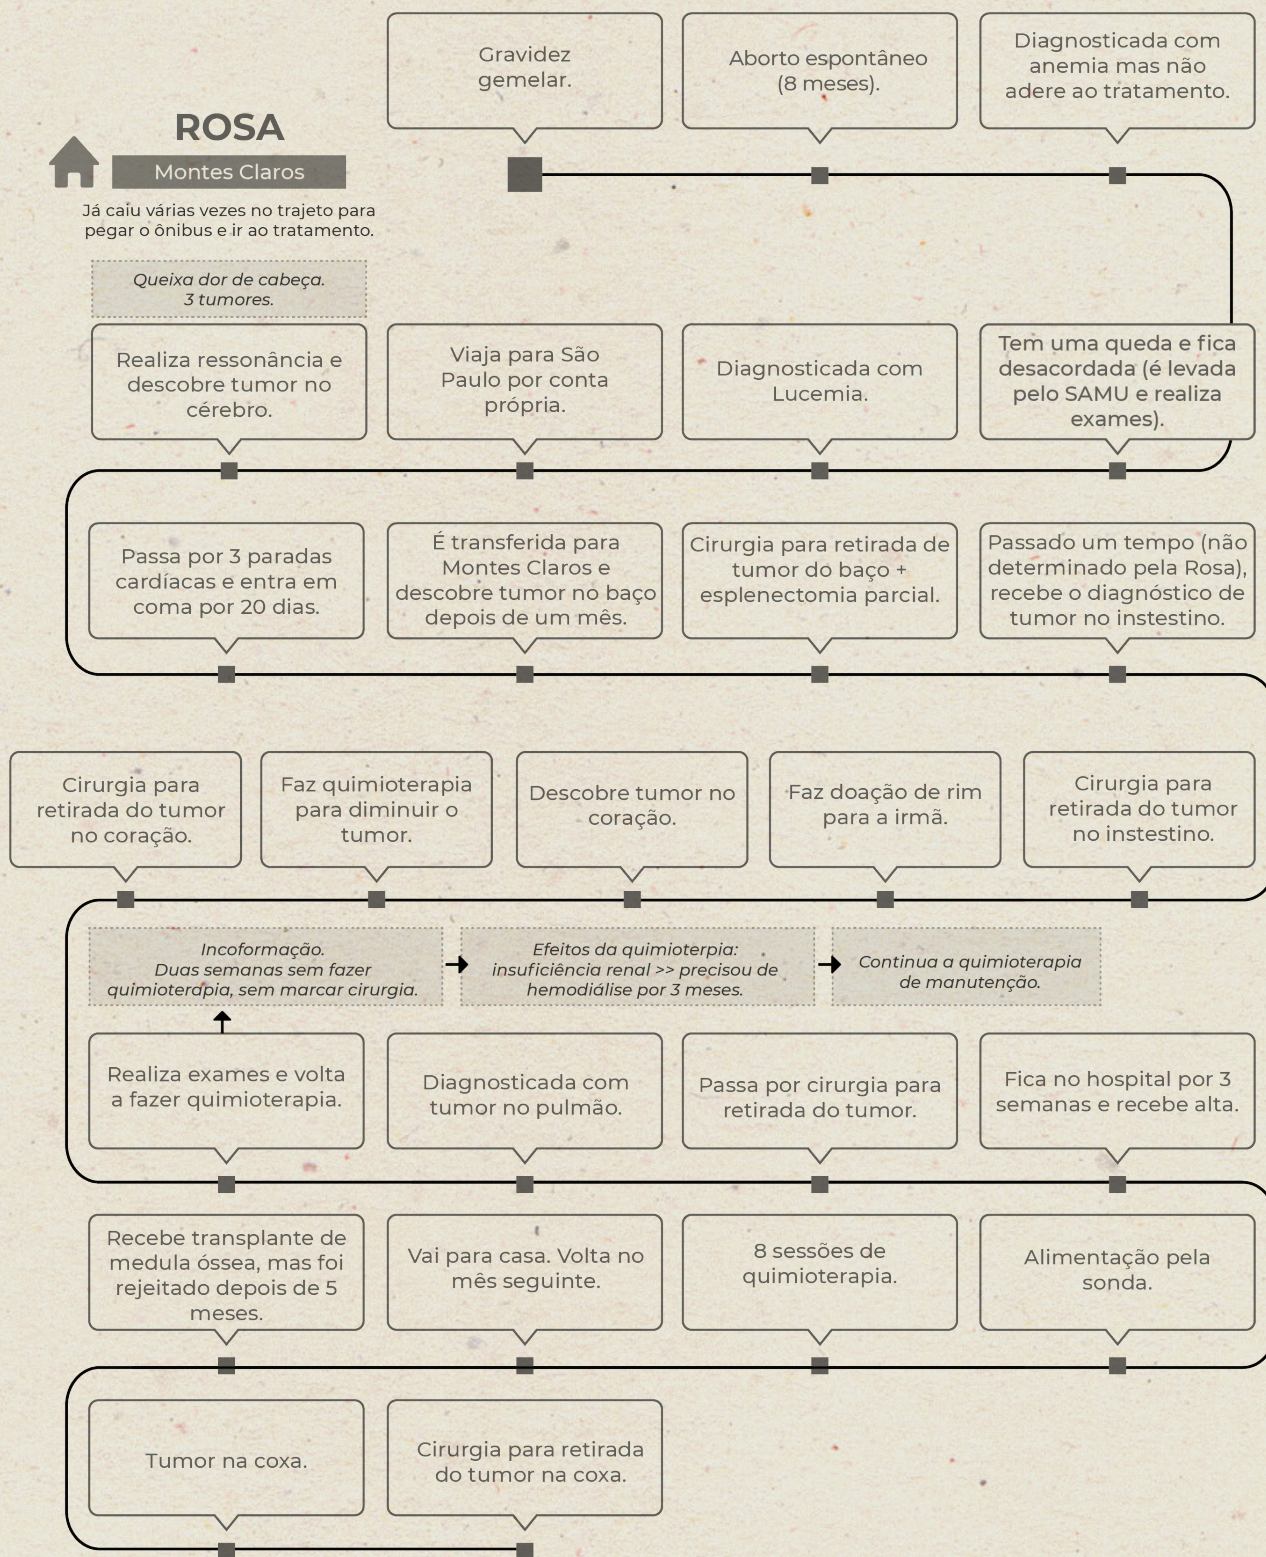 Gravidez
gemelar.
Aborto espontâneo
(8 meses).
Diagnosticada com
anemia mas não
adere ao tratamento.
ROSA
Montes Claros
Já caiu várias vezes no trajeto para
pegar o ônibus e ir ao tratamento.
Queixa dor de cabeça.
3 tumores.
Realiza ressonância e
descobre tumor no
cérebro.
Viaja para São
Paulo por conta
própria.
Diagnosticada com
Lucemia.
Tem uma queda e fica
desacordada (é levada
pelo SAMU e realiza
exames).
Passa por 3 paradas
cardíacas e entra em
coma por 20 dias.
É transferida para
Montes Claros e
descobre tumor no baço
depois de um mês.
Cirurgia para retirada de
tumor do baço +
esplenectomia parcial.
Passado um tempo (não
determinado pela Rosa),
recebe o diagnóstico de
tumor no instestino.
Cirurgia para
retirada do tumor
no coração.
Faz quimioterapia
para diminuir o
tumor.
Descobre tumor no
coração.
Faz doação de rim
para a irmã.
Cirurgia para
retirada do tumor
no instestino.
Incoformação.
Duas semanas sem fazer
quimioterapia, sem marcar cirurgia.
Efeitos da quimioterpia:
insuficiência renal >> precisou de
hemodiálise por 3 meses.
Continua a quimioterapia
de manutenção.
Realiza exames e volta
a fazer quimioterapia.
Diagnosticada com
tumor no pulmão.
Passa por cirurgia para
retirada do tumor.
Fica no hospital por 3
semanas e recebe alta.
Recebe transplante de
medula óssea, mas foi
rejeitado depois de 5
meses.
Vai para casa. Volta no
mês seguinte.
8 sessões de
quimioterapia.
Alimentação pela
sonda.
Tumor na coxa.
Cirurgia para retirada
do tumor na coxa.